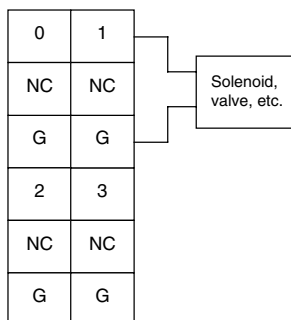 0 1
NC NC
G G
2 3
NC NC
G G
Solenoid,
valve, etc.